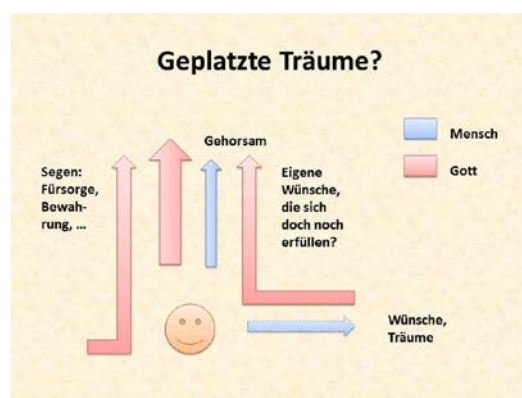 Geplatzte Träume?
Gehorsam
Mensch
Gott
Segen:
Fürsorge,
Bewah-
rung, ...
Eigene
Wünsche,
die sich
doch noch
erfüllen?
Wünsche,
Träume